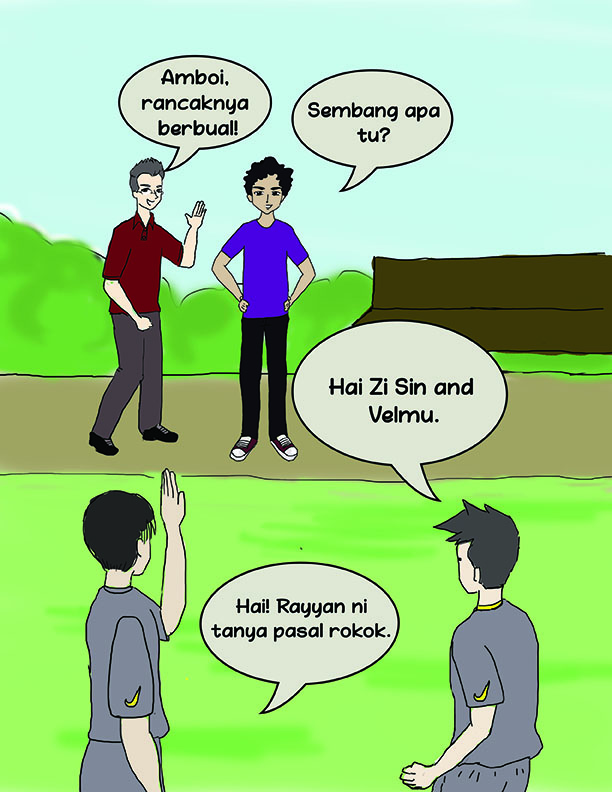 Amboi,
rancaknya
berbual!
Sembang apa
tu?
Hai Zi Sin and
Velmu.
Hai! Rayyan ni
tanya pasal rokok.